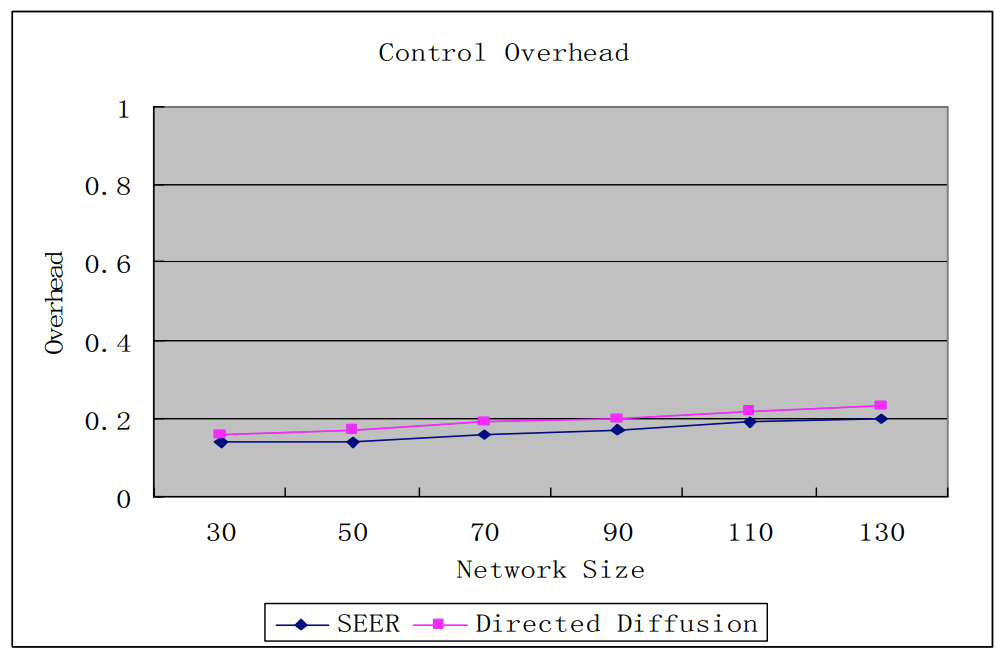 Control Overhead
1
0.8
0.6
0.4
0.2
0
Overhead
30 50 70 90 110 130
Network Size
SEER Directed Diffusion